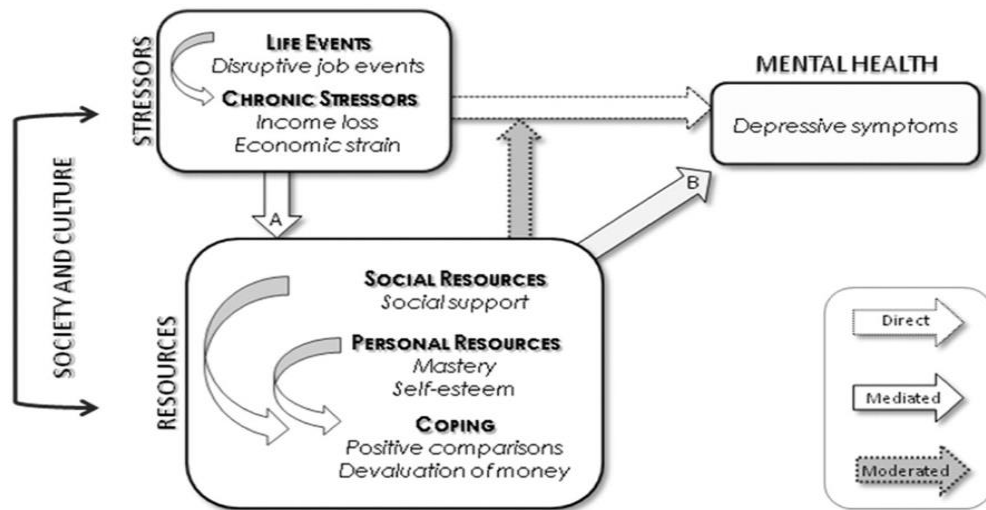 STRESSORS
LIFE EVENTS
Disruptive job events
CHRONIC STRESSORS
Income loss
Economic strain
MENTAL HEALTH
Depressive symptoms
SOCIETY AND CULTURE
A
B
RESOURCES
SOCIAL RESOURCES
Social support
PERSONAL RESOURCES
Mastery
Self-esteem
COPING
Positive comparisons
Devaluation of money
Direct
Mediated
Moderated